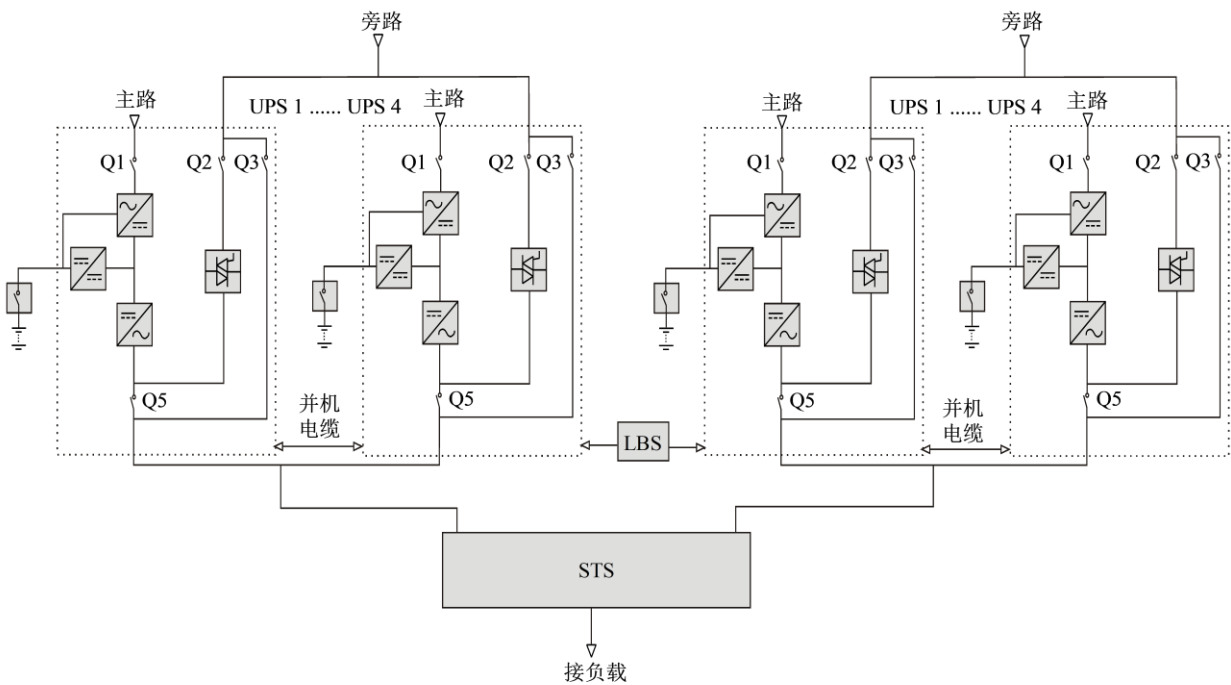 旁路
旁路
主路
UPS 1 ...... UPS 4
主路
主路
UPS 1 ...... UPS 4
主路
Q1
Q2
Q3
Q1
Q2
Q3
Q1
Q2
Q3
Q1
Q2
Q3
Q5
并机
电缆
Q5
LBS
Q5
并机
电缆
Q5
STS
接负载